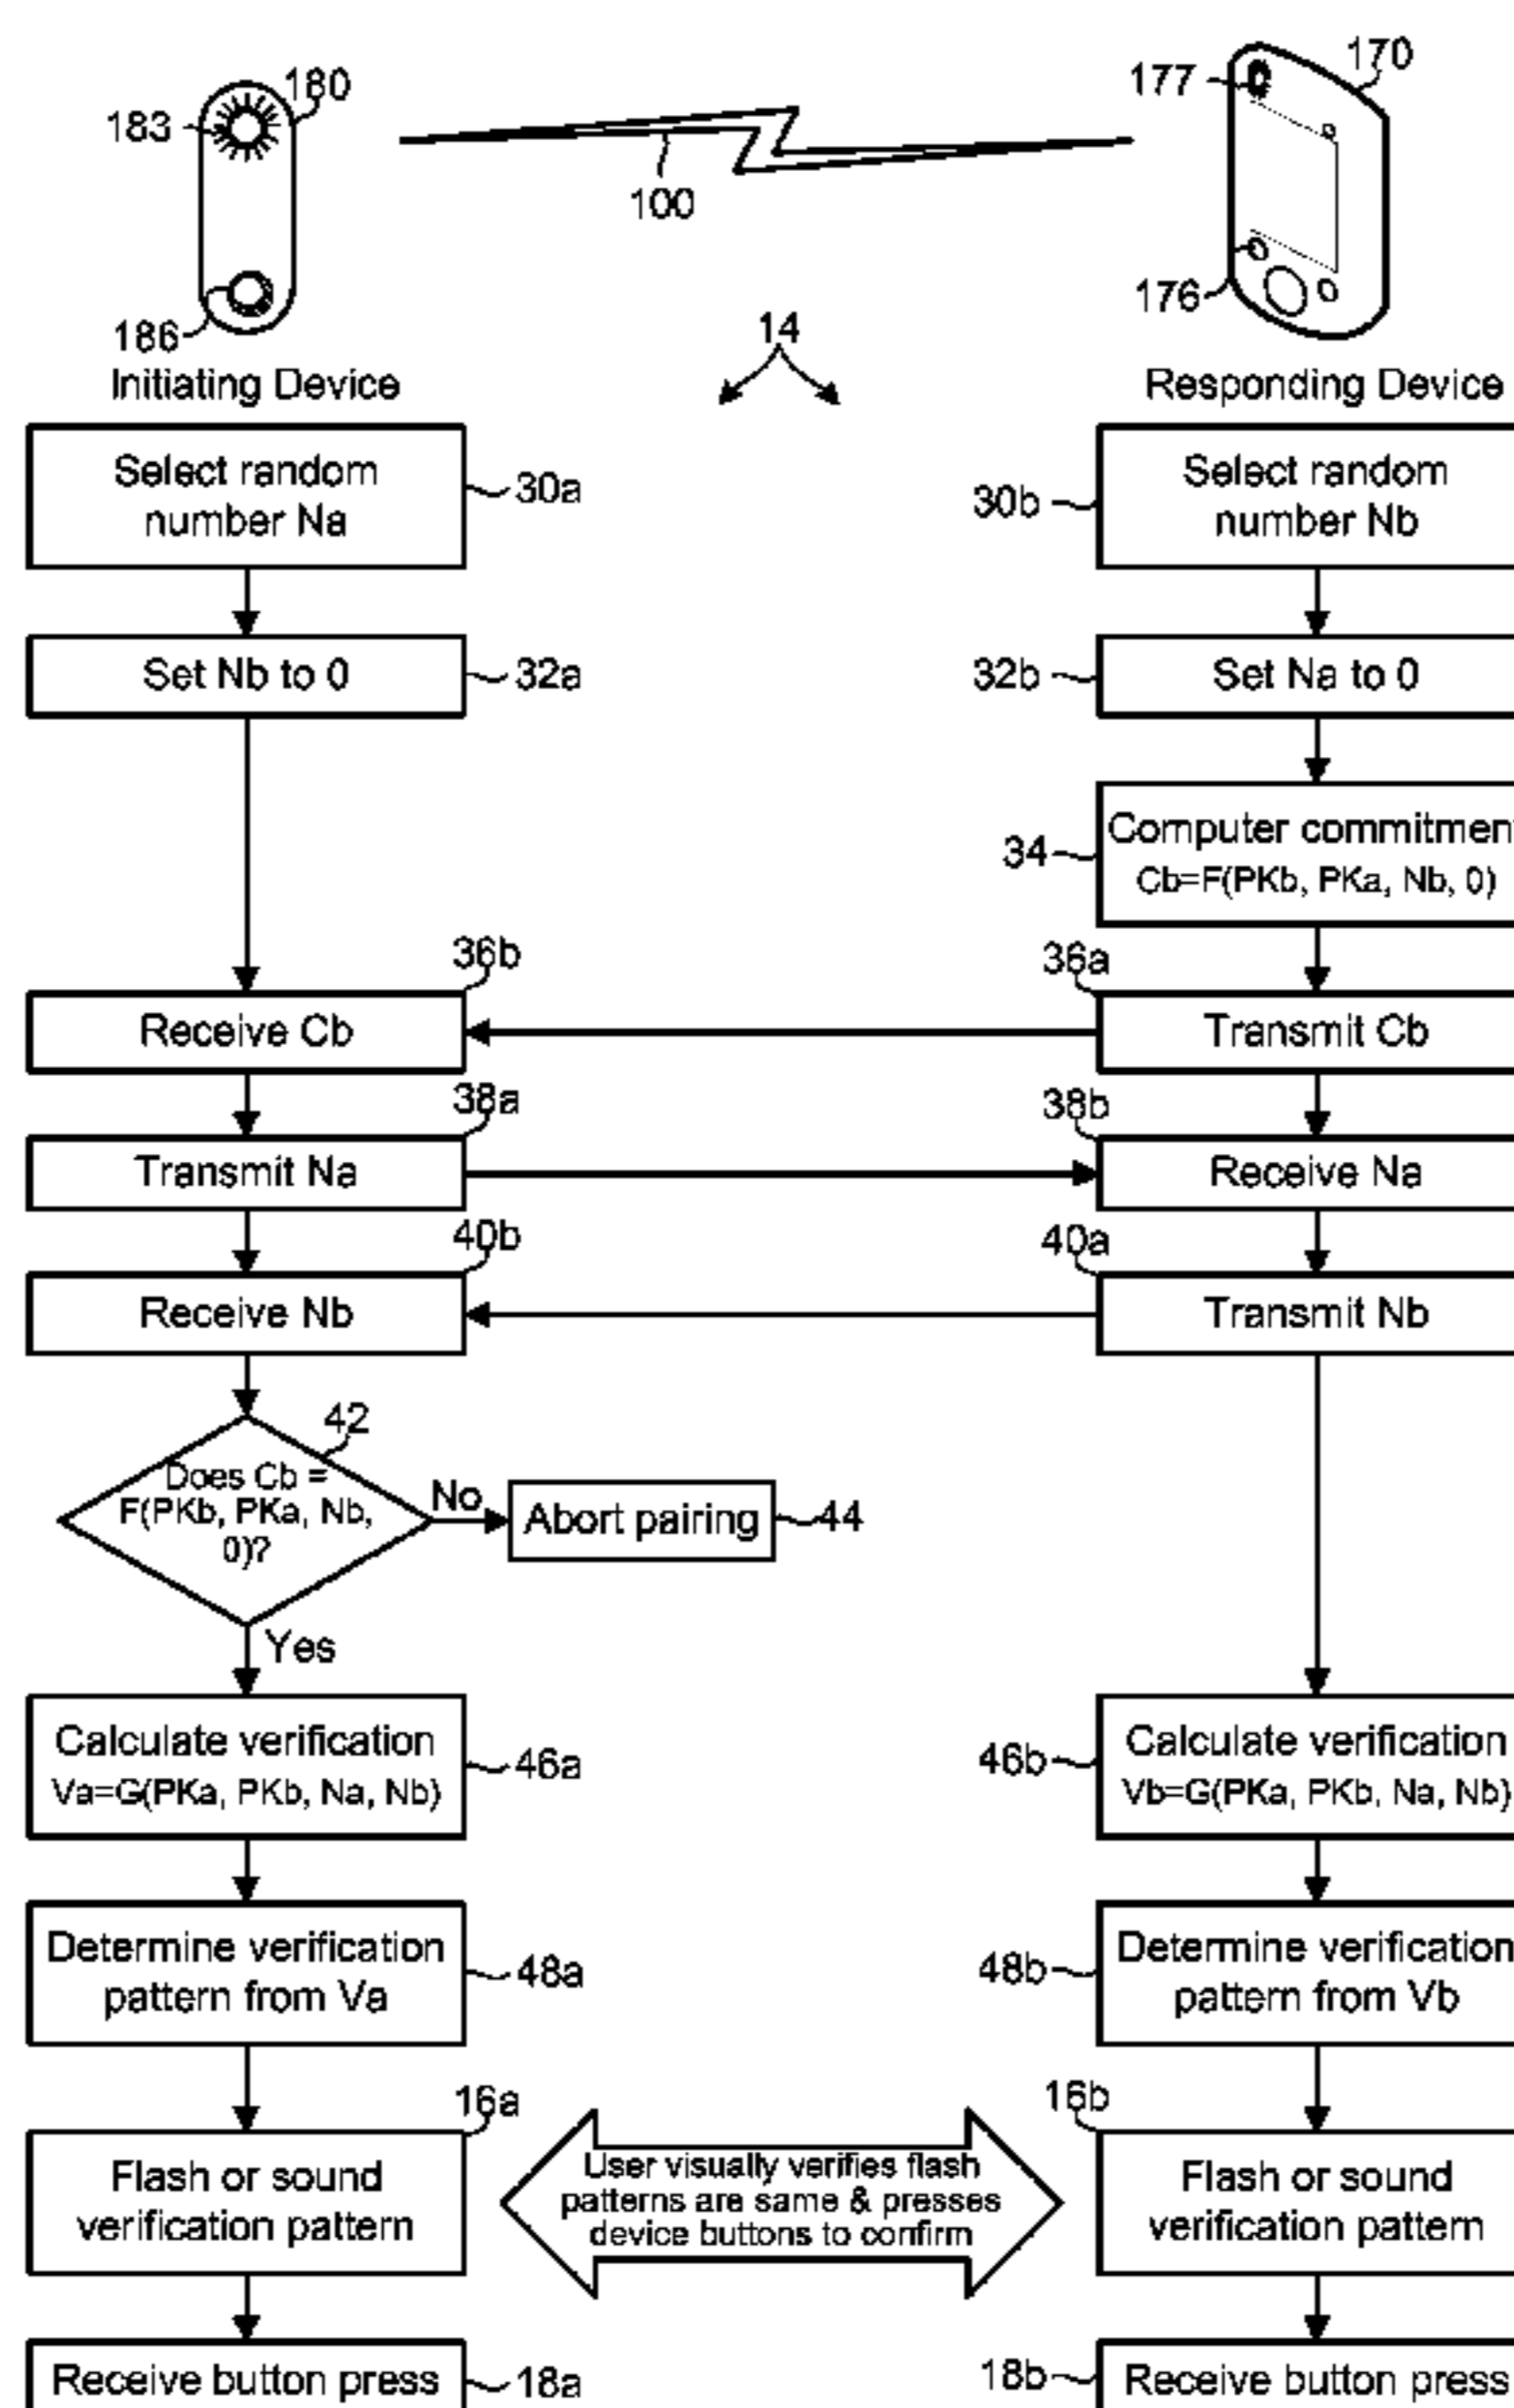 180
183
100
177
170
186
176
14
Initiating Device
Responding Device
Select random
number Na
30a
30b
Select random
number Nb
Set Nb to 0
32a
32b
Set Na to 0
34
Computer commitment
Cb=F(PKb, PKa, Nb, 0)
36b
36a
Receive Cb
Transmit Cb
38a
38b
Transmit Na
Receive Na
40b
40a
Receive Nb
Transmit Nb
42
Does Cb =
F(PKb, PKa, Nb,
0)?
No
Abort pairing
44
Yes
Calculate verification
Va=G(PKa, PKb, Na, Nb)
46a
46b
Calculate verification
Vb=G(PKa, PKb, Na, Nb)
Determine verification
pattern from Va
48a
48b
Determine verification
pattern from Vb
16a
16b
Flash or sound
verification pattern
User visually verifies flash
patterns are same & presses
device buttons to confirm
Flash or sound
verification pattern
Receive button press
18a
18b
Receive button press